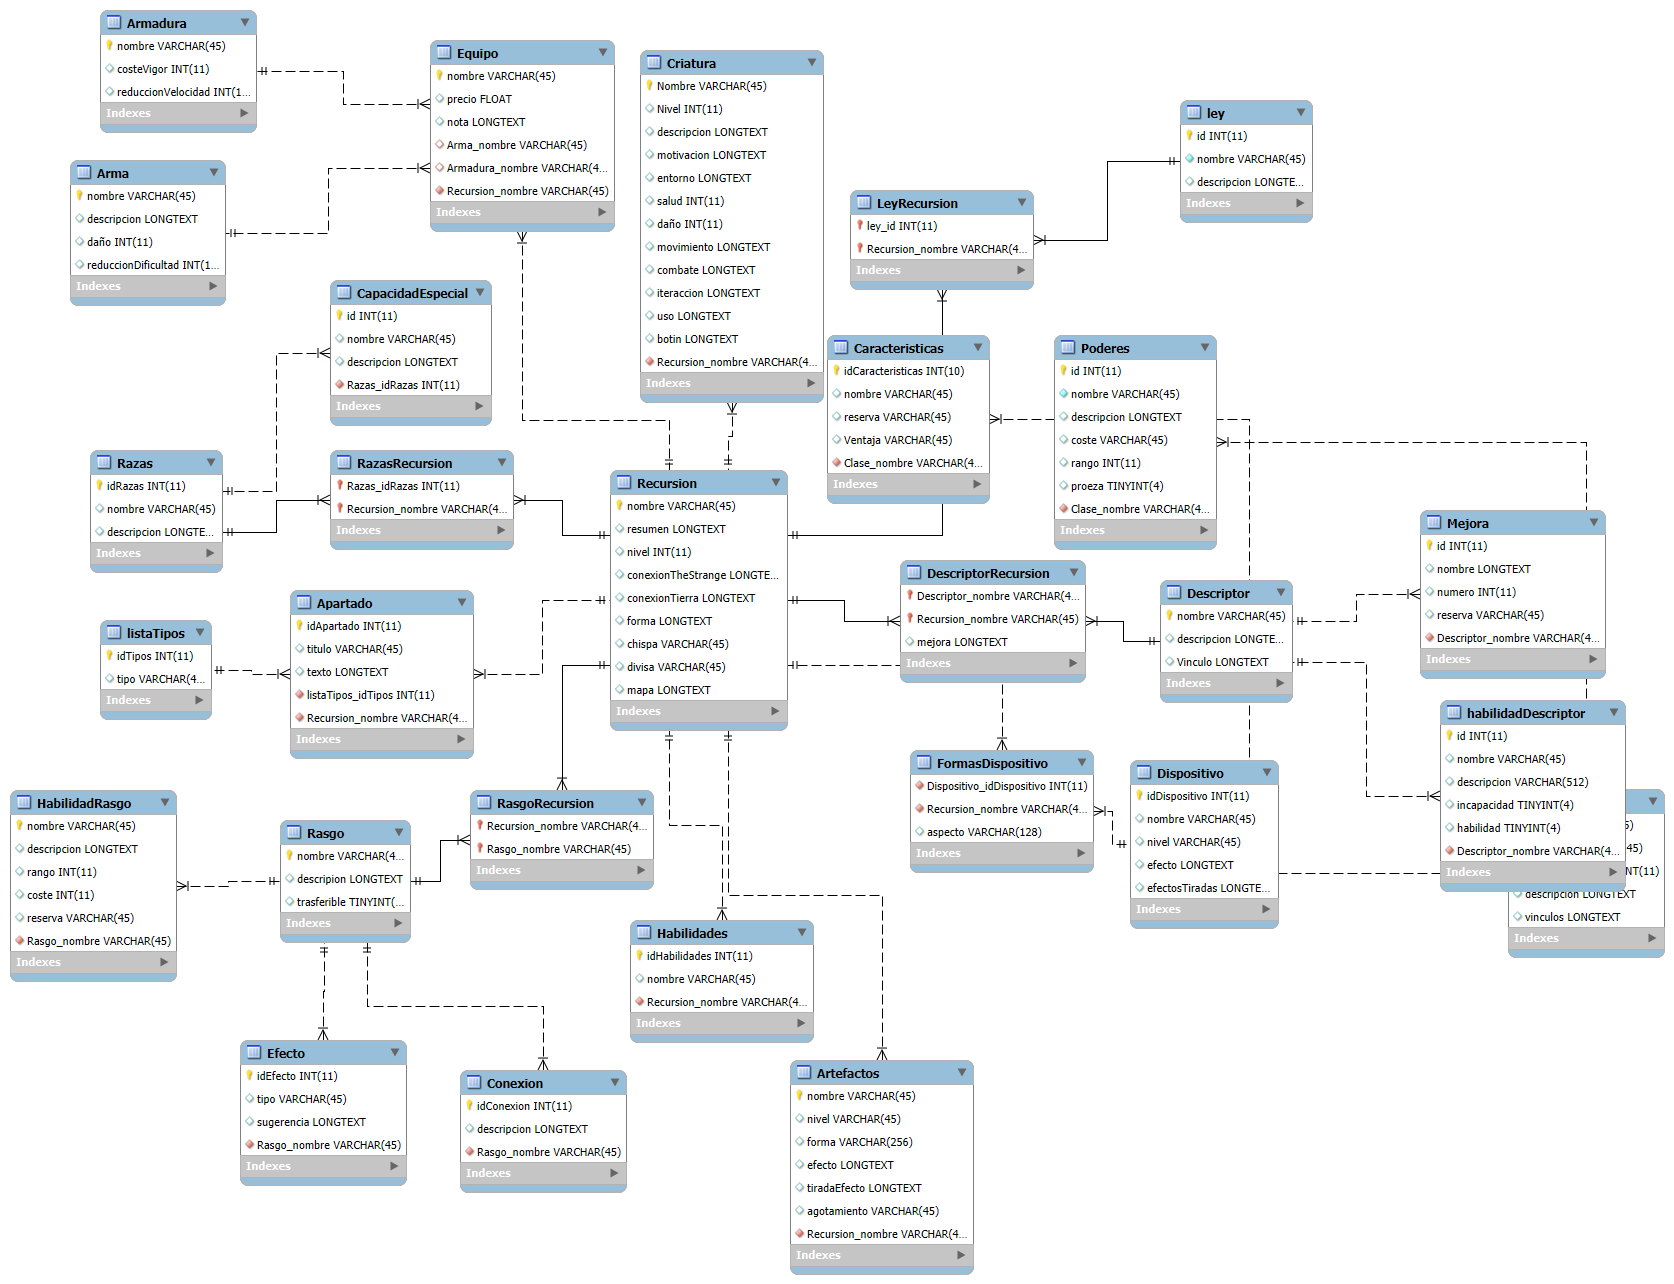 Armadura
nombre VARCHAR(45)
costeVigor INT(11)
reduccionVelocidad INT(1...
Indexes
Equipo
nombre VARCHAR(45)
precio FLOAT
nota LONGTEXT
Arma_nombre VARCHAR(45)
Armadura_nombre VARCHAR(4...
Recursion_nombre VARCHAR(45)
Indexes
Criatura
Nombre VARCHAR(45)
Nivel INT(11)
descripcion LONGTEXT
motivacion LONGTEXT
entorno LONGTEXT
salud INT(11)
daño INT(11)
movimiento LONGTEXT
combate LONGTEXT
iteraccion LONGTEXT
uso LONGTEXT
botin LONGTEXT
Recursion_nombre VARCHAR(4...
Indexes
ley
id INT(11)
nombre VARCHAR(45)
descripcion LONGTE...
Indexes
Arma
nombre VARCHAR(45)
descripcion LONGTEXT
daño INT(11)
reduccionDificultad INT(1...
Indexes
LeyRecursion
ley_id INT(11)
Recursion_nombre VARCHAR(4...
Indexes
CapacidadEspecial
id INT(11)
nombre VARCHAR(45)
descripcion LONGTEXT
Razas_idRazas INT(11)
Indexes
Caracteristicas
idCaracteristicas INT(10)
nombre VARCHAR(45)
reserva VARCHAR(45)
Ventaja VARCHAR(45)
Clase_nombre VARCHAR(4...
Indexes
Poderes
id INT(11)
nombre VARCHAR(45)
descripcion LONGTEXT
coste VARCHAR(45)
rango INT(11)
proeza TINYINT(4)
Clase_nombre VARCHAR(4...
Indexes
Razas
idRazas INT(11)
nombre VARCHAR(45)
descripcion LONGTE...
Indexes
RazasRecursion
Razas_idRazas INT(11)
Recursion_nombre VARCHAR(4...
Indexes
Recursion
nombre VARCHAR(45)
resumen LONGTEXT
nivel INT(11)
conexionTheStrange LONGTE...
conexionTierra LONGTEXT
forma LONGTEXT
chispa VARCHAR(45)
divisa VARCHAR(45)
mapa LONGTEXT
Indexes
Mejora
id INT(11)
nombre LONGTEXT
numero INT(11)
reserva VARCHAR(45)
Descriptor_nombre VARCHAR(4...
Indexes
DescriptorRecursion
Descriptor_nombre VARCHAR(4...
Recursion_nombre VARCHAR(45)
mejora LONGTEXT
Indexes
Descriptor
nombre VARCHAR(45)
descripcion LONGTE...
Vinculo LONGTEXT
Indexes
Apartado
idApartado INT(11)
titulo VARCHAR(45)
texto LONGTEXT
listaTipos_idTipos INT(11)
Recursion_nombre VARCHAR(4...
Indexes
listaTipos
idTipos INT(11)
tipo VARCHAR(4...
Indexes
habilidadDescriptor
id INT(11)
nombre VARCHAR(45)
descripcion VARCHAR(512)
incapacidad TINYINT(4)
habilidad TINYINT(4)
Descriptor_nombre VARCHAR(4...
Indexes
5)
45)
INT(11)
descripcion LONGTEXT
vinculos LONGTEXT
Indexes
FormasDispositivo
Dispositivo_idDispositivo INT(11)
Recursion_nombre VARCHAR(4...
aspecto VARCHAR(128)
Indexes
Dispositivo
idDispositivo INT(11)
nombre VARCHAR(45)
nivel VARCHAR(45)
efecto LONGTEXT
efectosTiradas LONGTE...
Indexes
HabilidadRasgo
nombre VARCHAR(45)
descripcion LONGTEXT
rango INT(11)
coste INT(11)
reserva VARCHAR(45)
Rasgo_nombre VARCHAR(45)
Indexes
Rasgo
nombre VARCHAR(4...
descripion LONGTEXT
trasferible TINYINT(...
Indexes
RasgoRecursion
Recursion_nombre VARCHAR(4...
Rasgo_nombre VARCHAR(45)
Indexes
Habilidades
idHabilidades INT(11)
nombre VARCHAR(45)
Recursion_nombre VARCHAR(4...
Indexes
Efecto
idEfecto INT(11)
tipo VARCHAR(45)
sugerencia LONGTEXT
Rasgo_nombre VARCHAR(45)
Indexes
Conexion
idConexion INT(11)
descripcion LONGTEXT
Rasgo_nombre VARCHAR(45)
Indexes
Artefactos
nombre VARCHAR(45)
nivel VARCHAR(45)
forma VARCHAR(256)
efecto LONGTEXT
tiradaEfecto LONGTEXT
agotamiento VARCHAR(45)
Recursion_nombre VARCHAR(4...
Indexes